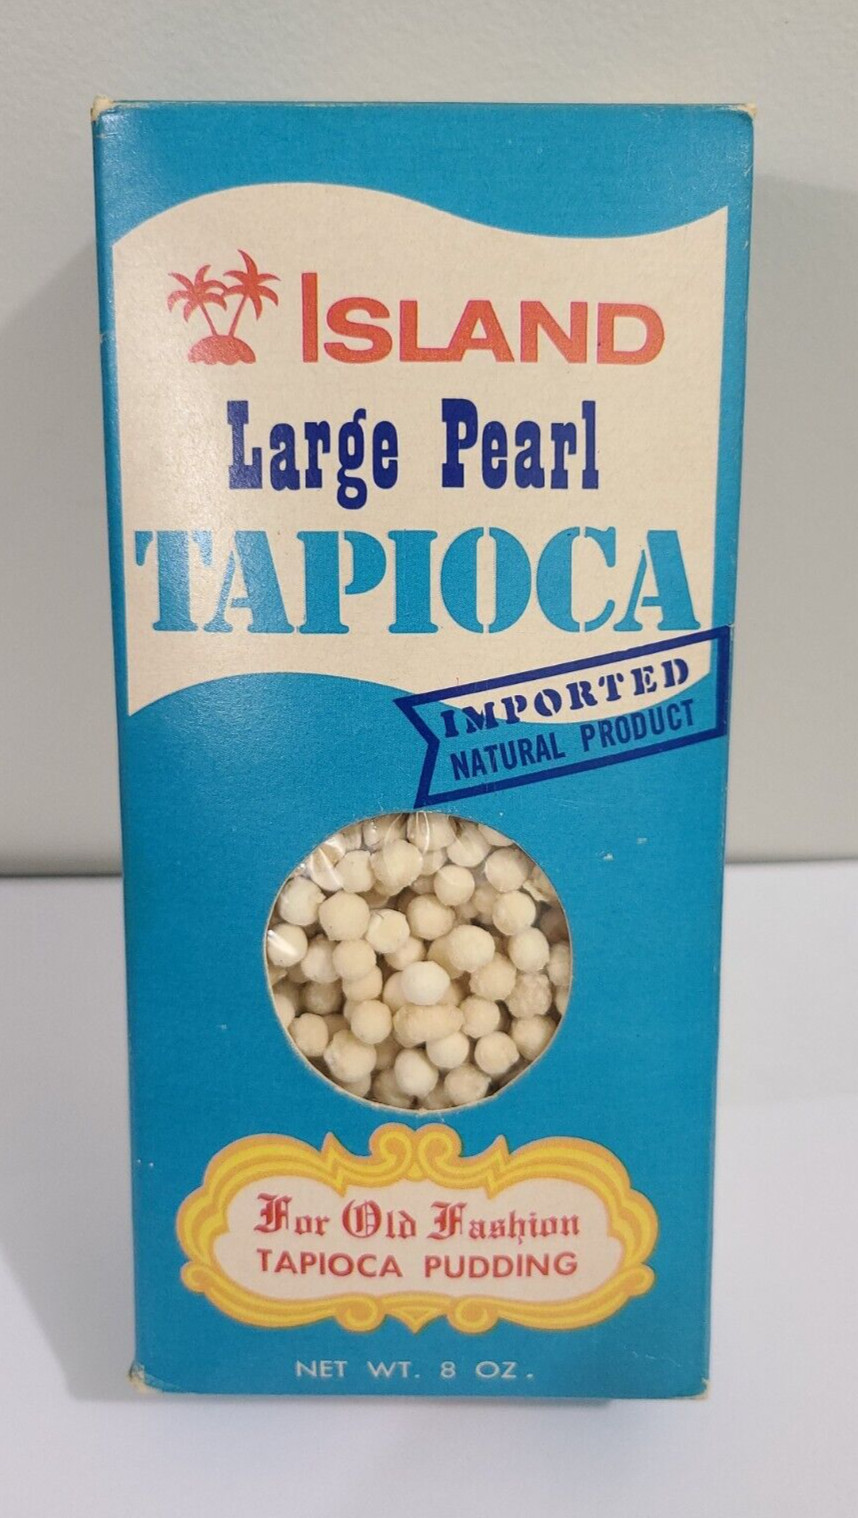 ISLAND
Large Pearl
TAPIOCA
IMPORTED
NATURAL PRODUCT
For Old Fashion
TAPIOCA PUDDING
NET WT. 8 OZ.